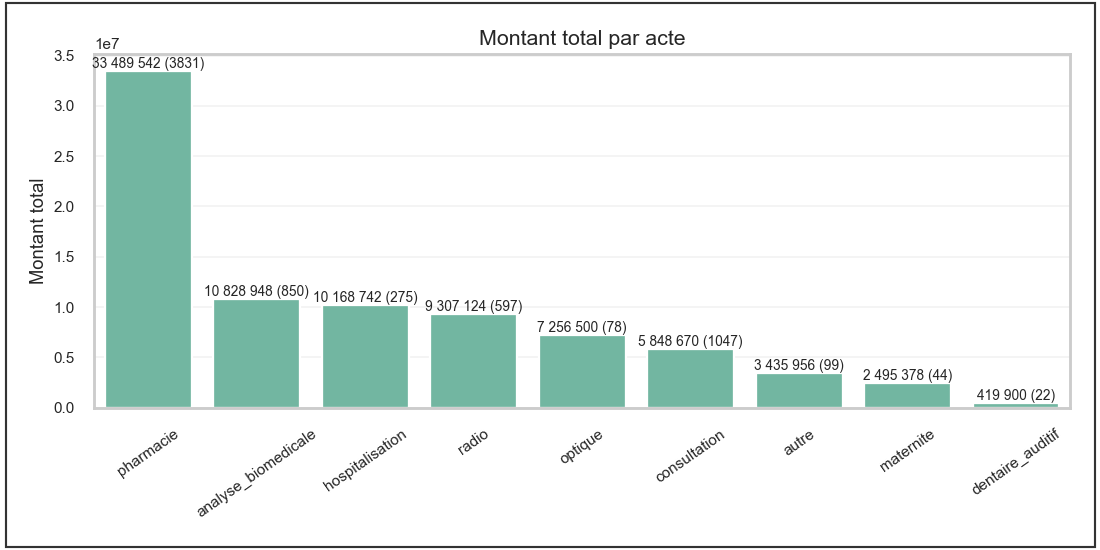 Montant total par acte
1e7
3.5
3.0
2.5
2.0
1.5
1.0
0.5
0.0
Montant total
33 489 542 (3831)
10 828 948 (850)
10 168 742 (275)
9 307 124 (597)
7 256 500 (78)
5 848 670 (1047)
3 435 956 (99)
2 495 378 (44)
419 900 (22)
pharmacie
analyse_biomedicale
hospitalisation
radio
optique
consultation
autre
maternite
dentaire_auditif